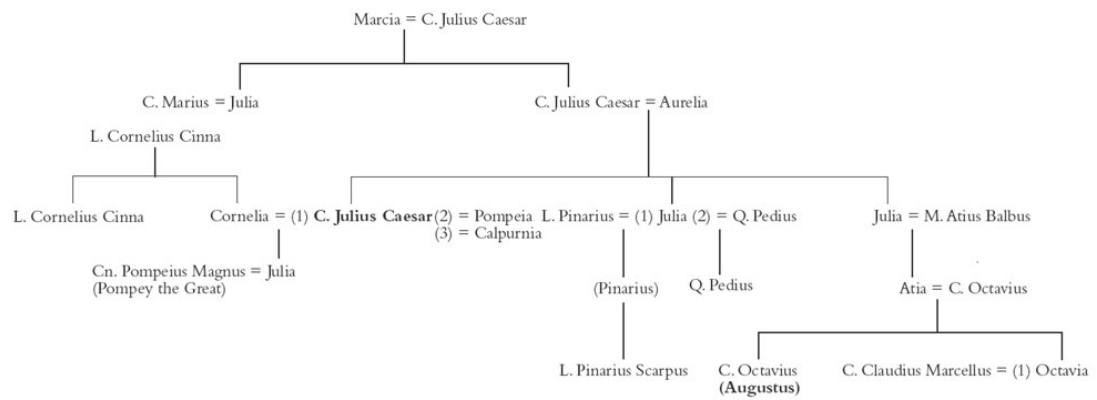 Marcia = C. Julius Caesar
C. Marius = Julia
C. Julius Caesar = Aurelia
L. Cornelius Cinna
L. Cornelius Cinna
Cornelia = (1) C. Julius Caesar (2) = Pompeia
(3) = Calpurnia
L. Pinarius = (1) Julia (2) = Q. Pedius
Julia = M. Atius Balbus
Cn. Pompeius Magnus = Julia
(Pompey the Great)
(Pinarius)
Q. Pedius
Atia = C. Octavius
L. Pinarius Scarpus
C. Octavius
(Augustus)
C. Claudius Marcellus = (1) Octavia